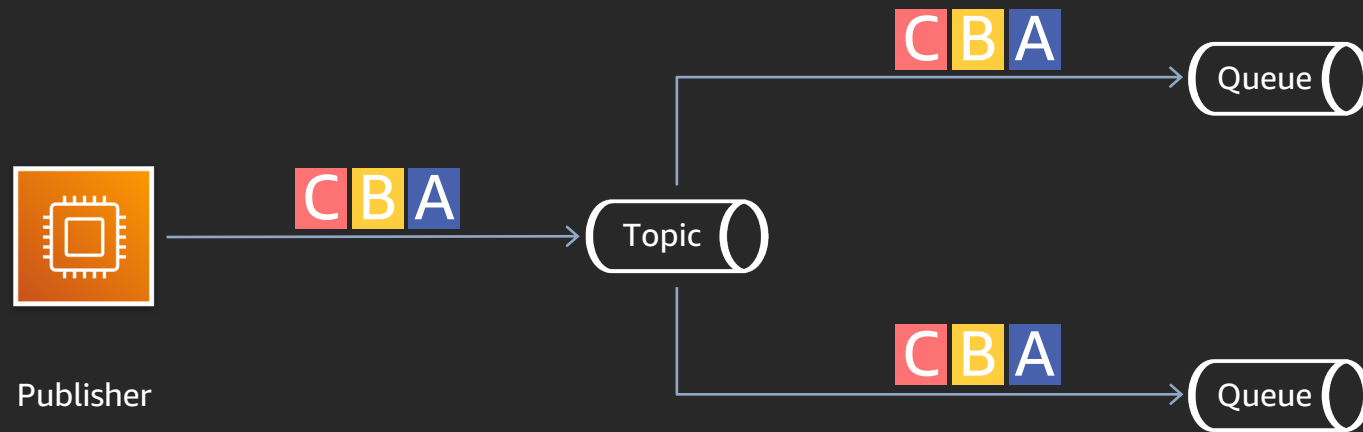 C B A
Queue
C B A
Topic
C B A
Publisher
Queue